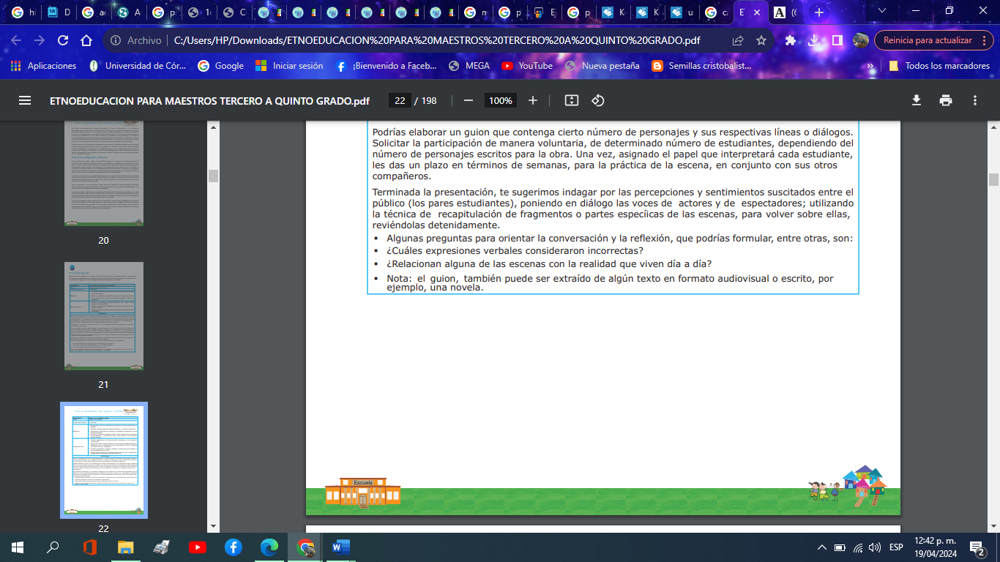 hi
D
G
A
p
1
C
m
p
Ej
p
K
K
u
ca
E
(6
Archivo
C:/Users/HP/Downloads/ETNOEDUCACION%20PARA%20MAESTROS%20TERCERO%20A%20QUINTO%20GRADO.pdf
Reinicia para actualizar
Aplicaciones
Universidad de Cór...
Google
Iniciar sesión
¡Bienvenido a Faceb...
MEGA
YouTube
Nueva pestaña
Semillas cristobalist...
»
Todos los marcadores
ETNOEDUCACION PARA MAESTROS TERCERO A QUINTO GRADO.pdf
22 / 198
100%
20
21
22
Podrías elaborar un guion que contenga cierto número de personajes y sus respectivas líneas o diálogos.
Solicitar la participación de manera voluntaria, de determinado número de estudiantes, dependiendo del
número de personajes escritos para la obra. Una vez, asignado el papel que interpretará cada estudiante,
les das un plazo en términos de semanas, para la práctica de la escena, en conjunto con sus otros
compañeros.
Terminada la presentación, te sugerimos indagar por las percepciones y sentimientos suscitados entre el
público (los pares estudiantes), poniendo en diálogo las voces de actores y de espectadores; utilizando
la técnica de recapitulación de fragmentos o partes especíicas de las escenas, para volver sobre ellas,
reviéndolas detenidamente.
▪ Algunas preguntas para orientar la conversación y la reflexión, que podrías formular, entre otras, son:
▪ ¿Cuáles expresiones verbales consideraron incorrectas?
▪ ¿Relacionan alguna de las escenas con la realidad que viven día a día?
▪ Nota: el guion, también puede ser extraído de algún texto en formato audiovisual o escrito, por
ejemplo, una novela.
Escuela
ESP
12:42 p. m.
19/04/2024
2